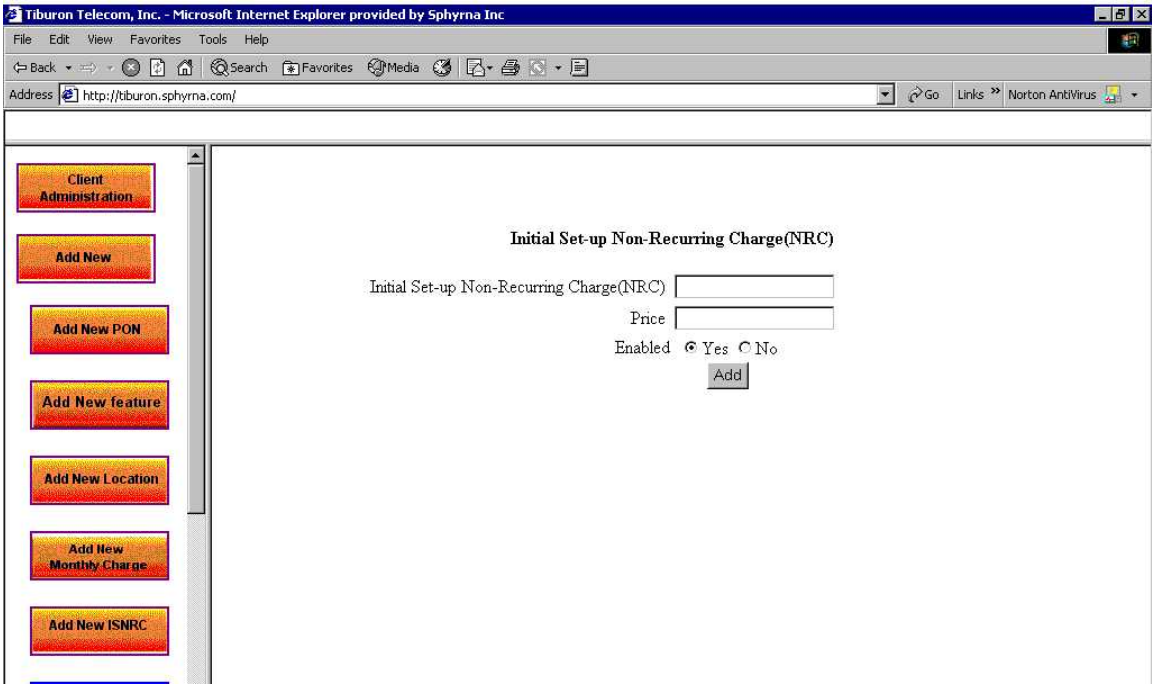 Tiburon Telecom, Inc. - Microsoft Internet Explorer provided by Sphyrna Inc
File Edit View Favorites Tools Help
Back Search Favorites Media
Address http://tiburon.sphyrna.com/ Go Links » Norton AntiVirus
Client
Administration
Add New
Add New PON
Add New feature
Add New Location
Add New
Monthly Charge
Add New ISNRC
Initial Set-up Non-Recurring Charge(NRC)
Initial Set-up Non-Recurring Charge(NRC)
Price
Enabled Yes No
Add